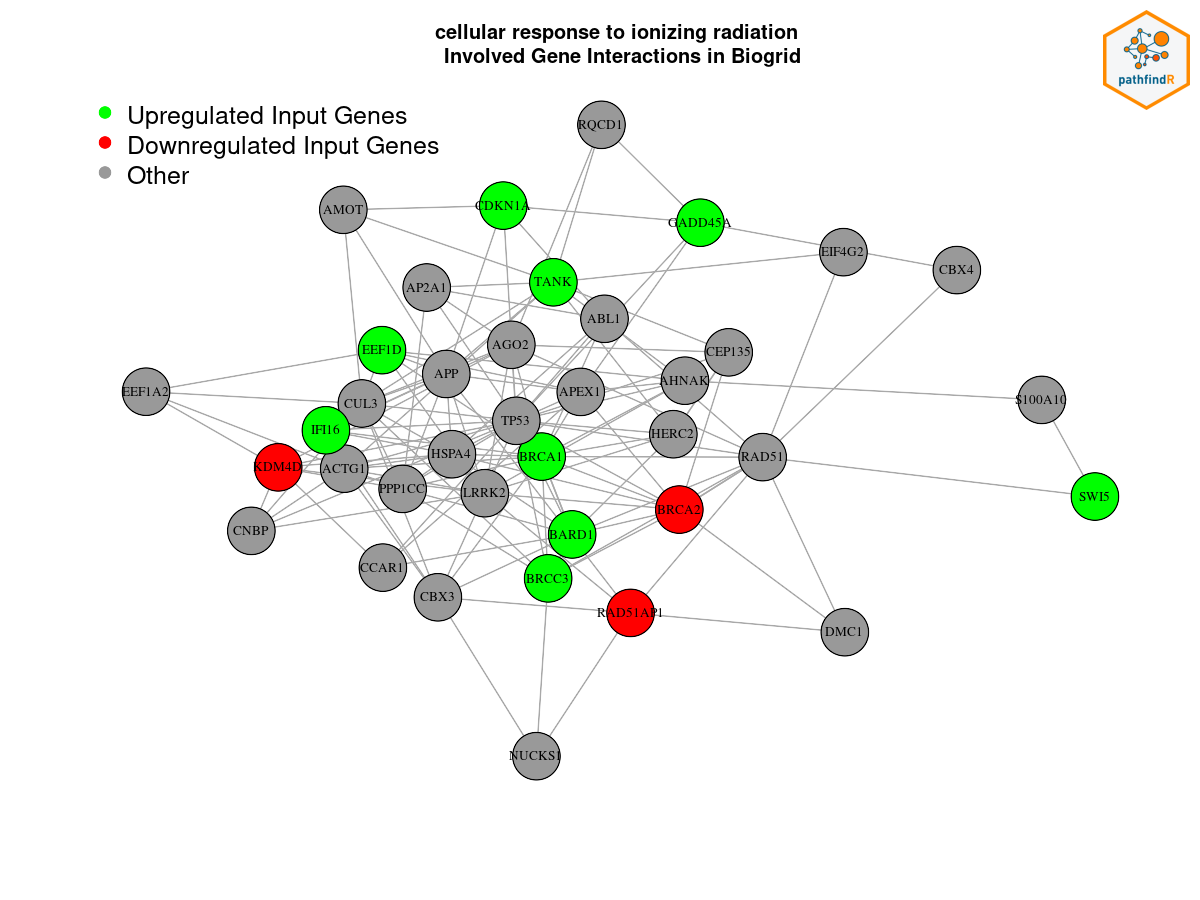 cellular response to ionizing radiation
Involved Gene Interactions in Biogrid
pathfindR
Upregulated Input Genes
Downregulated Input Genes
Other
RQCD1
AMOT
CDKN1A
GADD45A
EIF4G2
CBX4
AP2A1
TANK
ABL1
EEF1D
AGO2
CEP135
APP
AHNAK
EEF1A2
CUL3
APEX1
S100A10
IFI16
TP53
HERC2
KDM4D
ACTG1
HSPA4
BRCA1
RAD51
PPP1CC
LRRK2
SWI5
CNBP
BRCA2
BARD1
CCAR1
BRCC3
CBX3
RAD51AP1
DMC1
NUCKS1